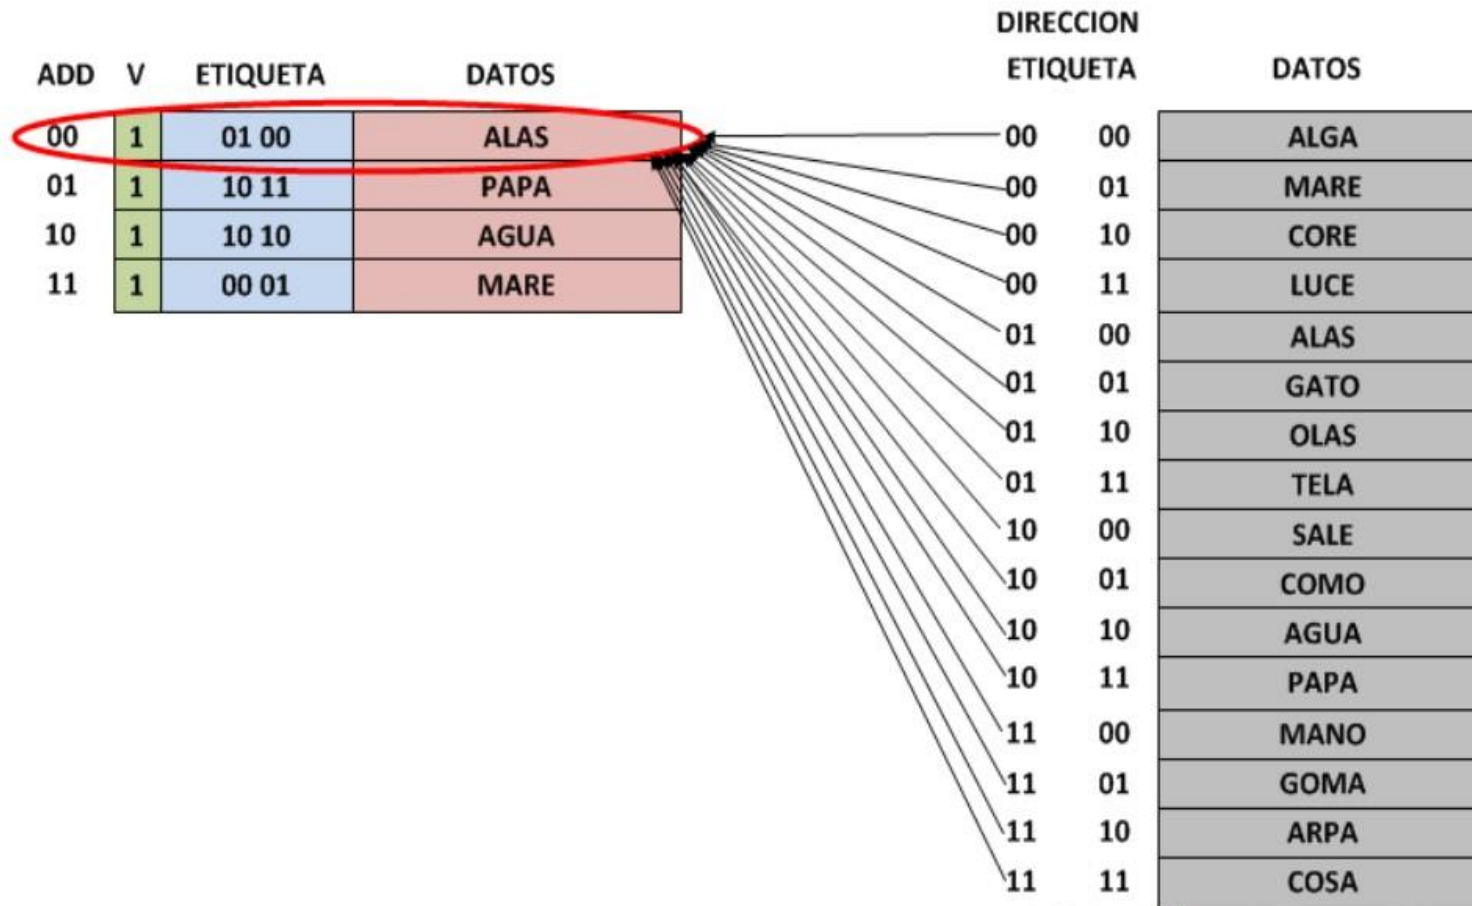 DIRECCION
ADD V ETIQUETA DATOS ETIQUETA DATOS
00 1 01 00 ALAS 00 00 ALGA
01 1 10 11 PAPA 00 01 MARE
10 1 10 10 AGUA 00 10 CORE
11 1 00 01 MARE 00 11 LUCE
01 00 ALAS
01 01 GATO
01 10 OLAS
01 11 TELA
10 00 SALE
10 01 COMO
10 10 AGUA
10 11 PAPA
11 00 MANO
11 01 GOMA
11 10 ARPA
11 11 COSA